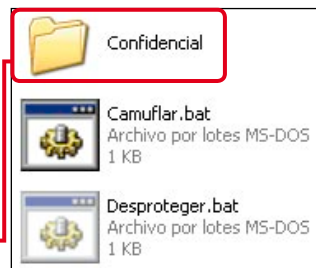 Confidencial
Camuflar.bat
Archivo por lotes MS-DOS
1 KB
Desproteger.bat
Archivo por lotes MS-DOS
1 KB